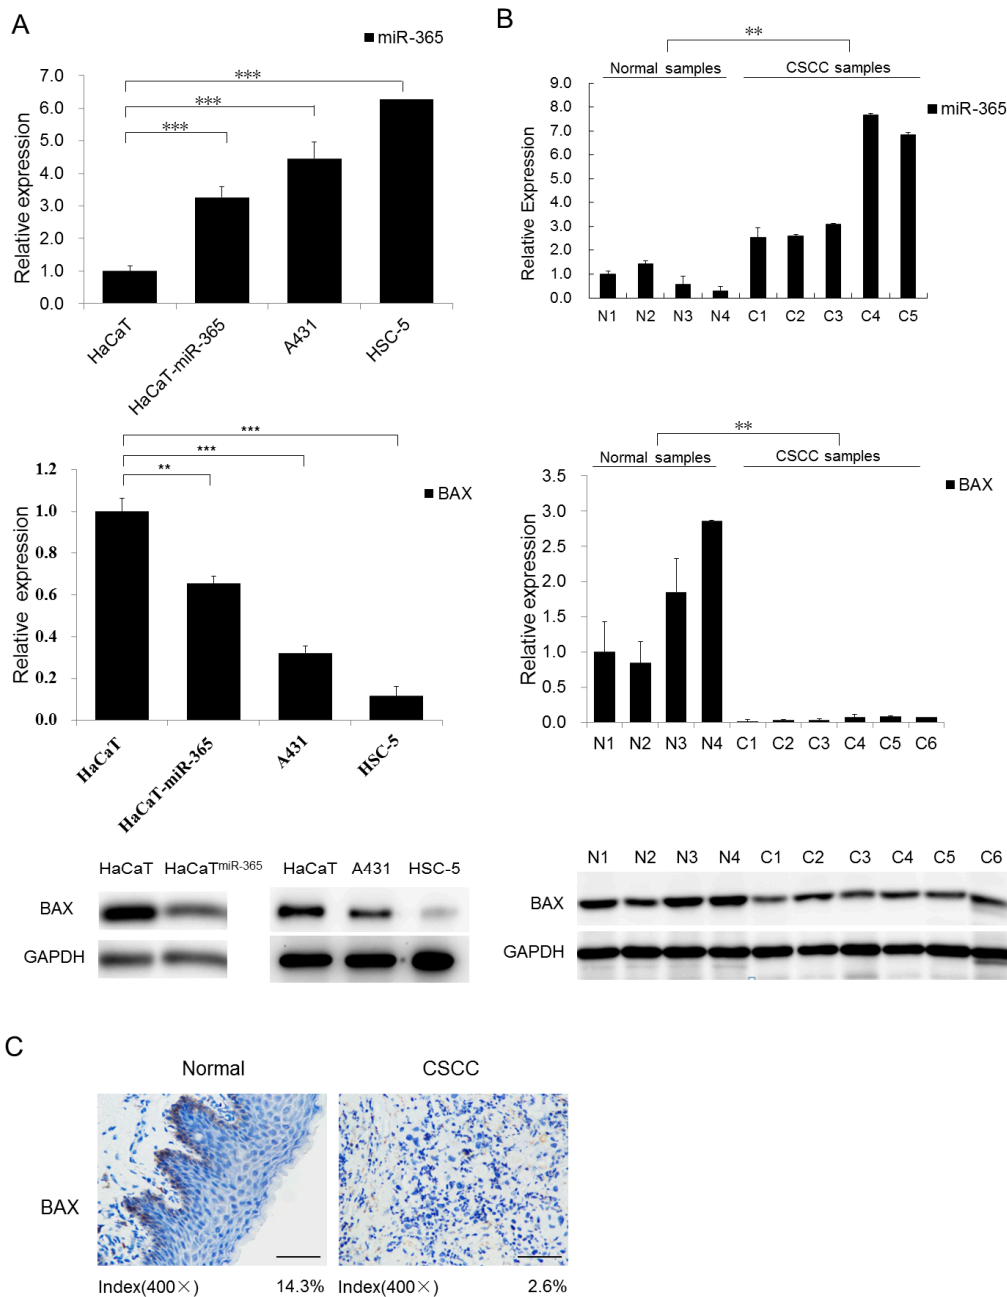 A
miR-365
Relative expression
7.0
6.0
5.0
4.0
3.0
2.0
1.0
0.0
***
***
***
HaCaT
HaCaT-miR-365
A431
HSC-5
BAX
Relative expression
1.2
1.0
0.8
0.6
0.4
0.2
0.0
***
***
**
HaCaT
HaCaT-miR-365
A431
HSC-5
HaCaT HaCaTmiR-365 HaCaT A431 HSC-5
BAX
GAPDH
B
**
Normal samples CSCC samples
miR-365
Relative Expression
9.0
8.0
7.0
6.0
5.0
4.0
3.0
2.0
1.0
0.0
N1 N2 N3 N4 C1 C2 C3 C4 C5
**
Normal samples CSCC samples
BAX
Relative expression
3.5
3.0
2.5
2.0
1.5
1.0
0.5
0.0
N1 N2 N3 N4 C1 C2 C3 C4 C5 C6
N1 N2 N3 N4 C1 C2 C3 C4 C5 C6
BAX
GAPDH
C
Normal CSCC
BAX
Index(400×) 14.3% Index(400×) 2.6%